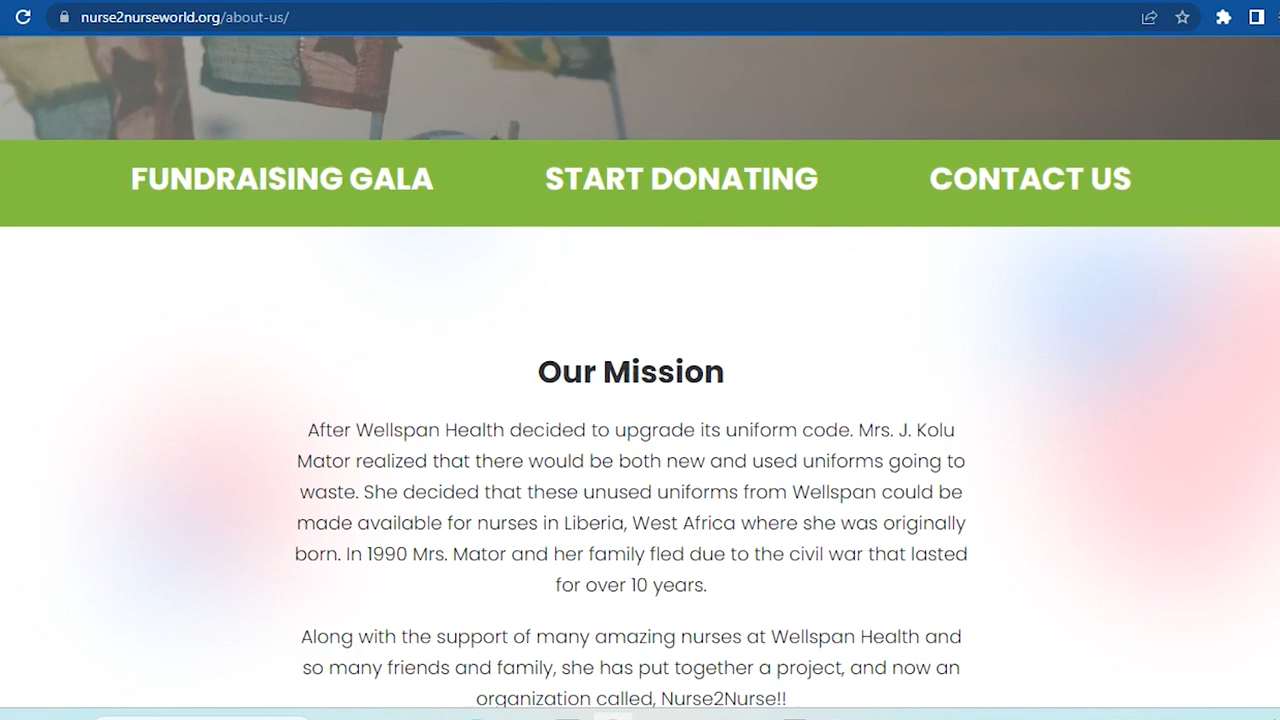 nurse2nurseworld.org/about-us/
FUNDRAISING GALA START DONATING CONTACT US
Our Mission
After Wellspan Health decided to upgrade its uniform code. Mrs. J. Kolu
Mator realized that there would be both new and used uniforms going to
waste. She decided that these unused uniforms from Wellspan could be
made available for nurses in Liberia, West Africa where she was originally
born. In 1990 Mrs. Mator and her family fled due to the civil war that lasted
for over 10 years.
Along with the support of many amazing nurses at Wellspan Health and
so many friends and family, she has put together a project, and now an
organization called, Nurse2Nurse!!